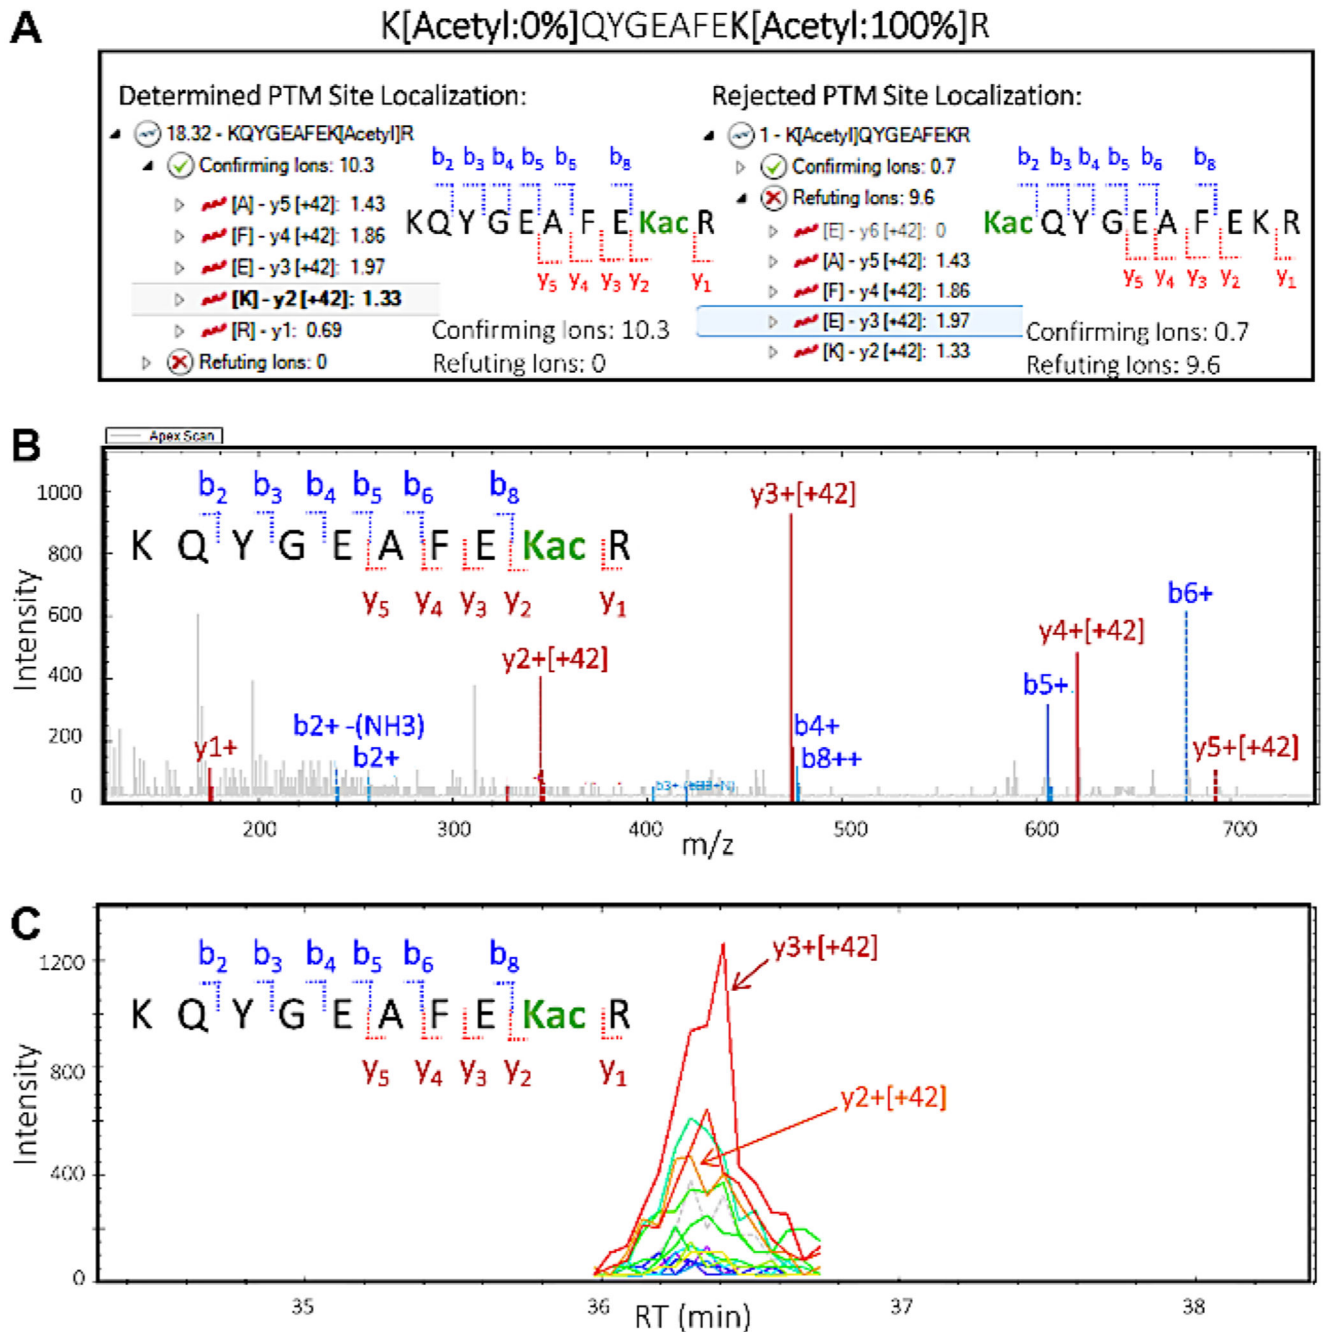 A
K[Acetyl:0%]QYGEAFEK[Acetyl:100%]R
Determined PTM Site Localization:
18.32 - KQYGEAFEK[Acetyl]R
Confirming Ions: 10.3
[A] - y5 [+42]: 1.43
[F] - y4 [+42]: 1.86
[E] - y3 [+42]: 1.97
[K] - y2 [+42]: 1.33
[R] - y1: 0.69
Refuting Ions: 0
b2 b3 b4 b5 b6 b8
K Q Y G E A F E Kac R
y5 y4 y3 y2 y1
Confirming Ions: 10.3
Refuting Ions: 0
Rejected PTM Site Localization:
1 - K[Acetyl]QYGEAFEKR
Confirming Ions: 0.7
Refuting Ions: 9.6
[E] - y6 [+42]: 0
[A] - y5 [+42]: 1.43
[F] - y4 [+42]: 1.86
[E] - y3 [+42]: 1.97
[K] - y2 [+42]: 1.33
b2 b3 b4 b5 b6 b8
Kac Q Y G E A F E K R
y5 y4 y3 y2 y1
Confirming Ions: 0.7
Refuting Ions: 9.6
B
Apex Scan
b2 b3 b4 b5 b6 b8
K Q Y G E A F E Kac R
y5 y4 y3 y2 y1
Intensity
1000
800
600
400
200
0
y3+[+42]
b6+
y4+[+42]
y2+[+42]
b5+
b2+ -(NH3)
b4+
y1+
b2+
b8++
y5+[+42]
200 300 400 500 600 700
m/z
C
b2 b3 b4 b5 b6 b8
K Q Y G E A F E Kac R
y5 y4 y3 y2 y1
Intensity
1200
800
400
0
y3+[+42]
y2+[+42]
35 36 37 38
RT (min)